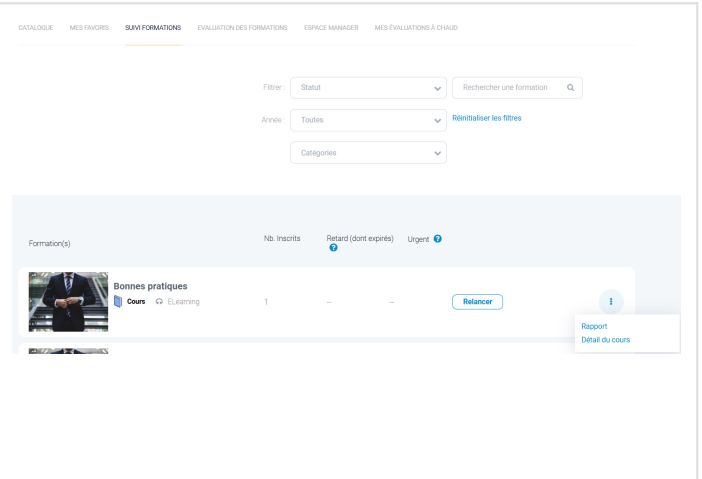 CATALOGUE MES FAVORIS SUIVI FORMATIONS EVALUATION DES FORMATIONS ESPACE MANAGER MES ÉVALUATIONS À CHAUD
Filtrer : Statut Rechercher une formation
Année : Toutes Réinitialiser les filtres
Catégories
Formation(s) Nb. Inscrits Retard (dont expirés) ? Urgent ?
Bonnes pratiques
Cours ELearning 1 -- -- Relancer
Rapport
Détail du cours